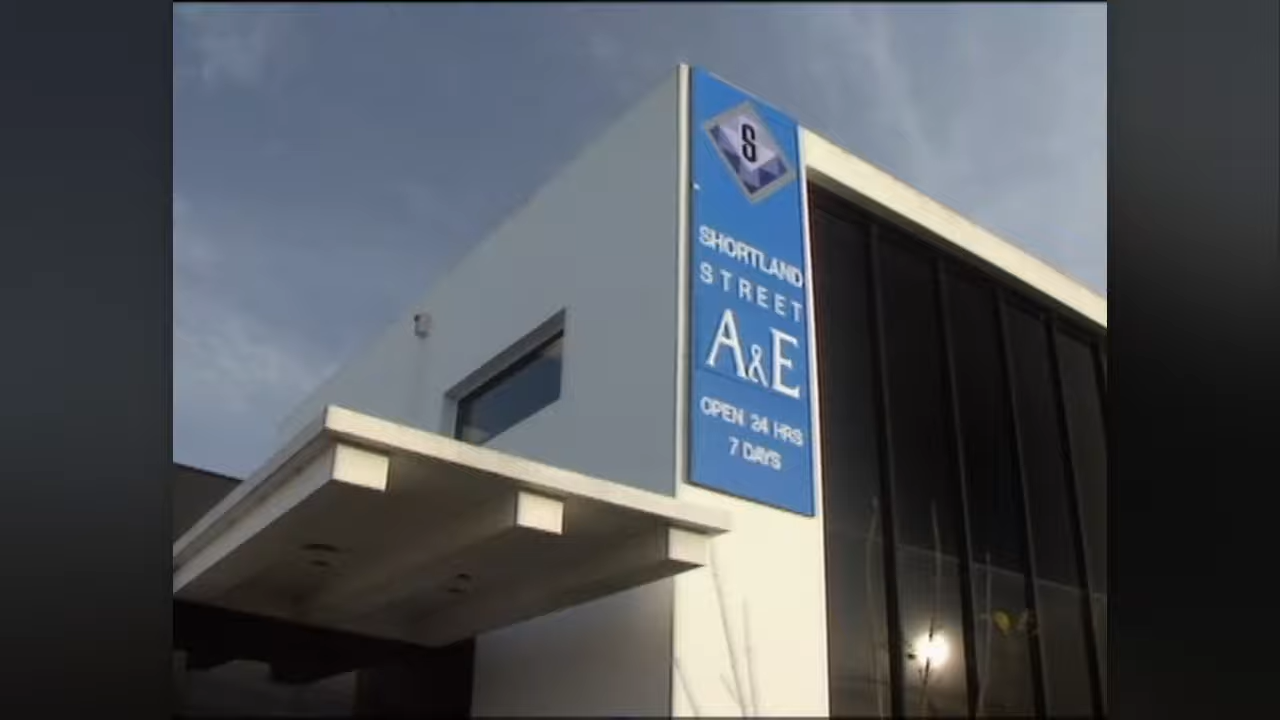 S
SHORTLAND
STREET
A&E
OPEN 24 HRS
7 DAYS